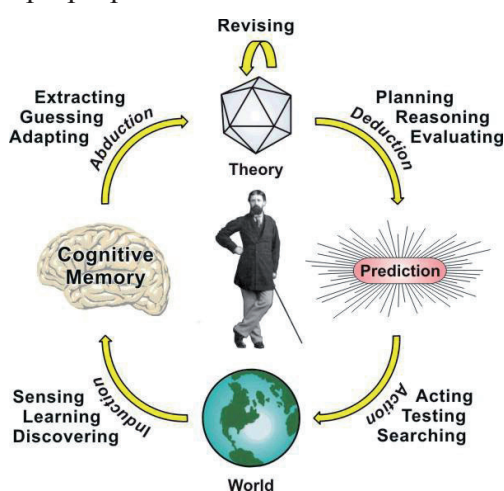 Revising
Extracting
Guessing
Adapting
Abduction
Planning
Reasoning
Evaluating
Deduction
Theory
Cognitive
Memory
Prediction
Sensing
Learning
Discovering
Induction
Acting
Testing
Searching
Action
World